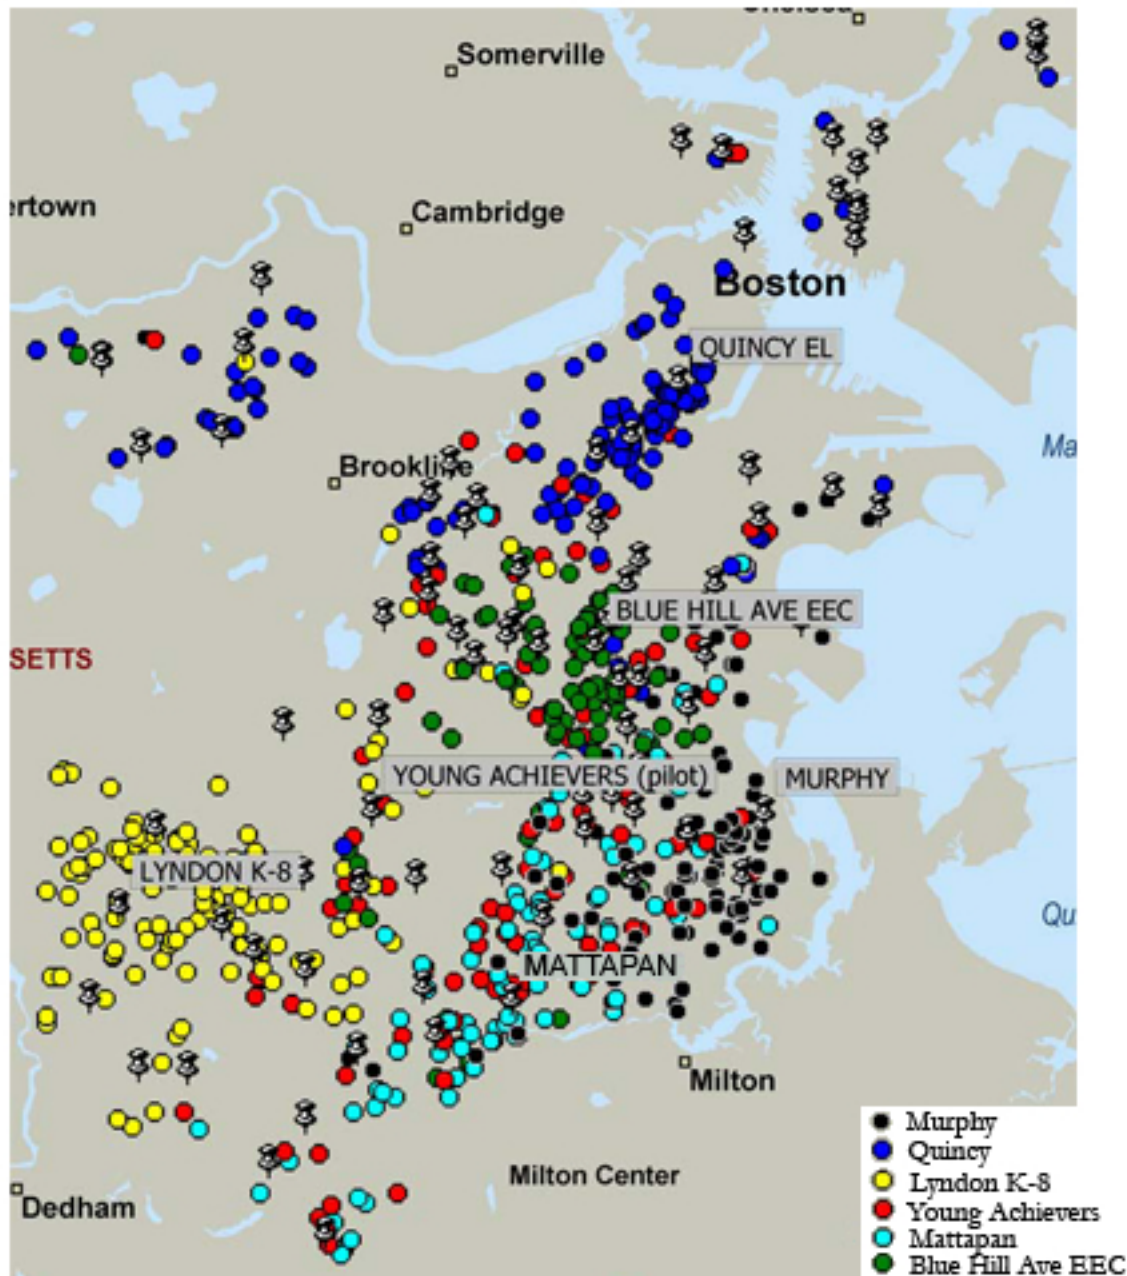 Chelsea
Somerville
ertown
Cambridge
Boston
QUINCY EL
Ma
Brookline
BLUE HILL AVE EEC
SETTS
YOUNG ACHIEVERS (pilot)
MURPHY
LYNDON K-8
Qu
MATTAPAN
Milton
Milton Center
Dedham
Murphy
Quincy
Lyndon K-8
Young Achievers
Mattapan
Blue Hill Ave EEC